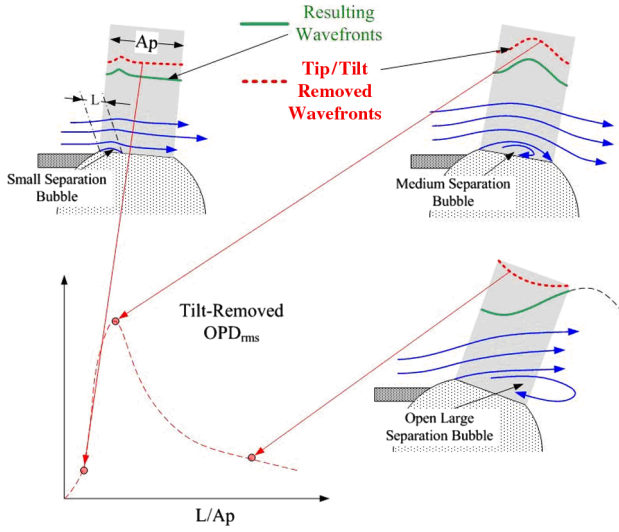 Ap
Resulting
Wavefronts
Tip/Tilt
Removed
Wavefronts
L
Small Separation
Bubble
Medium Separation
Bubble
Tilt-Removed
OPDrms
Open Large
Separation Bubble
L/Ap